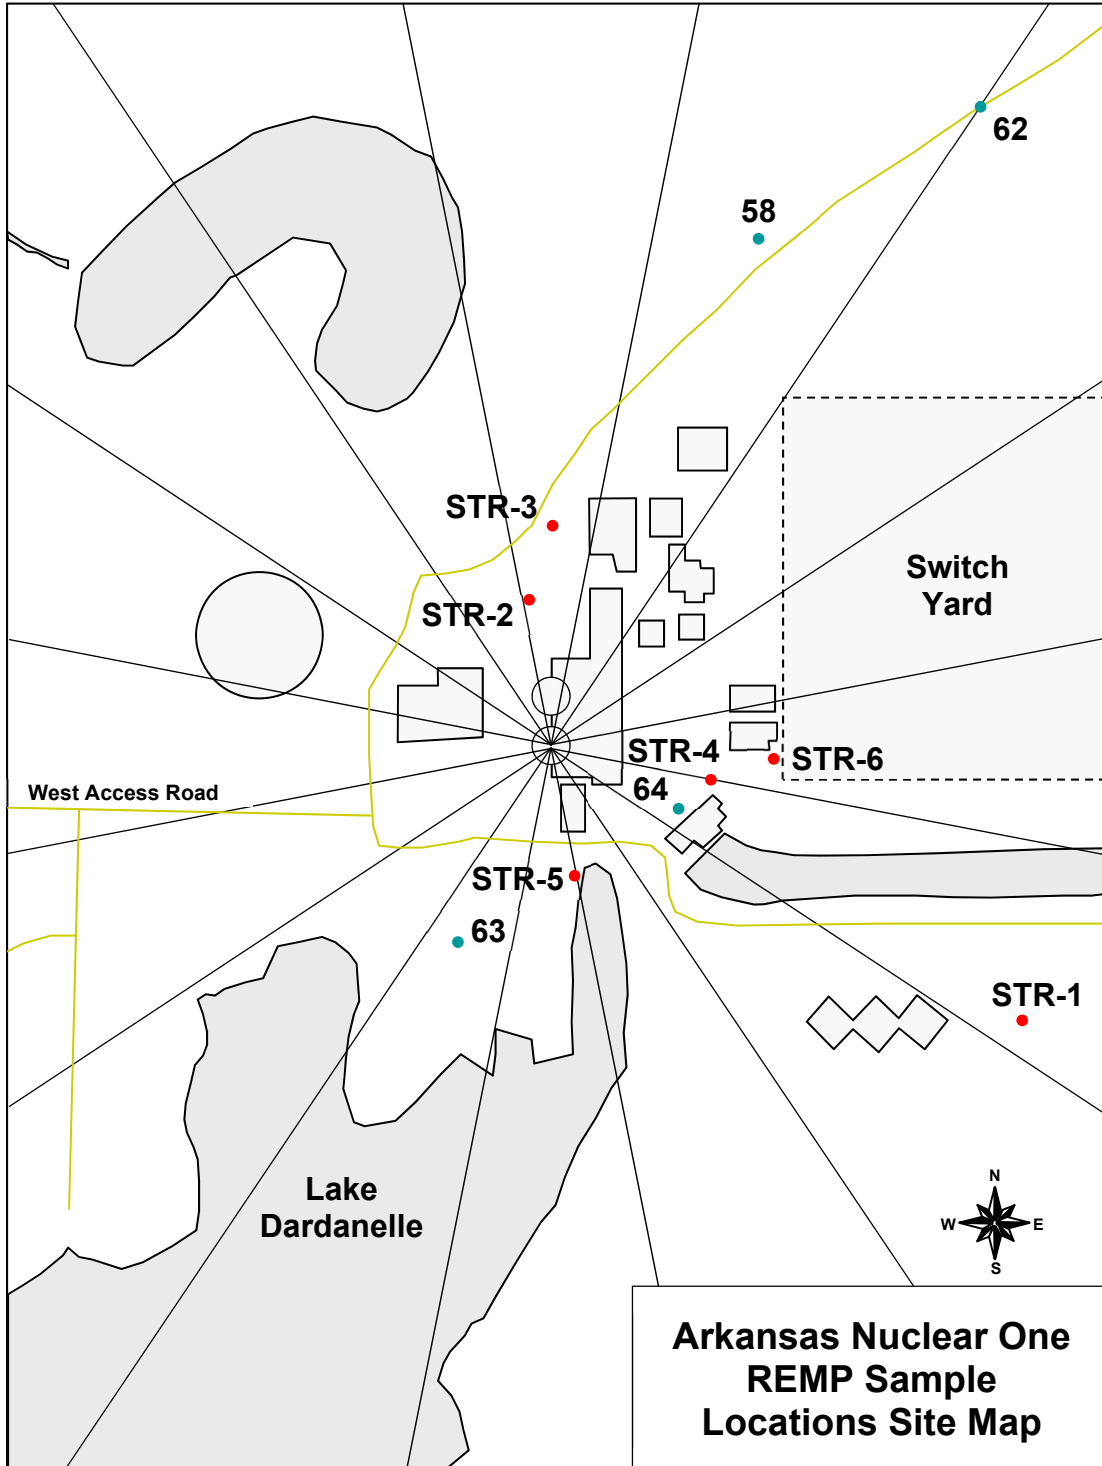 62
58
STR-3
Switch
Yard
STR-2
STR-4
STR-6
64
West Access Road
STR-5
63
STR-1
N
W
E
S
Lake
Dardanelle
Arkansas Nuclear One
REMP Sample
Locations Site Map